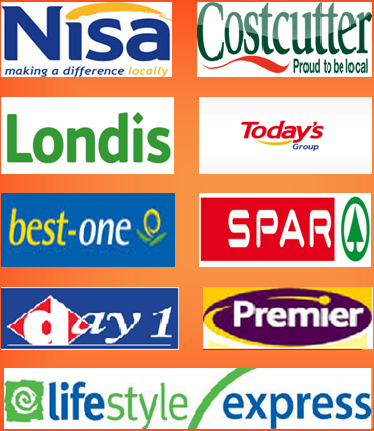 Nisa
making a difference locally
Costcutter
Proud to be local
Londis
Today's
Group
best-one
SPAR
day 1
Premier
lifestyle express